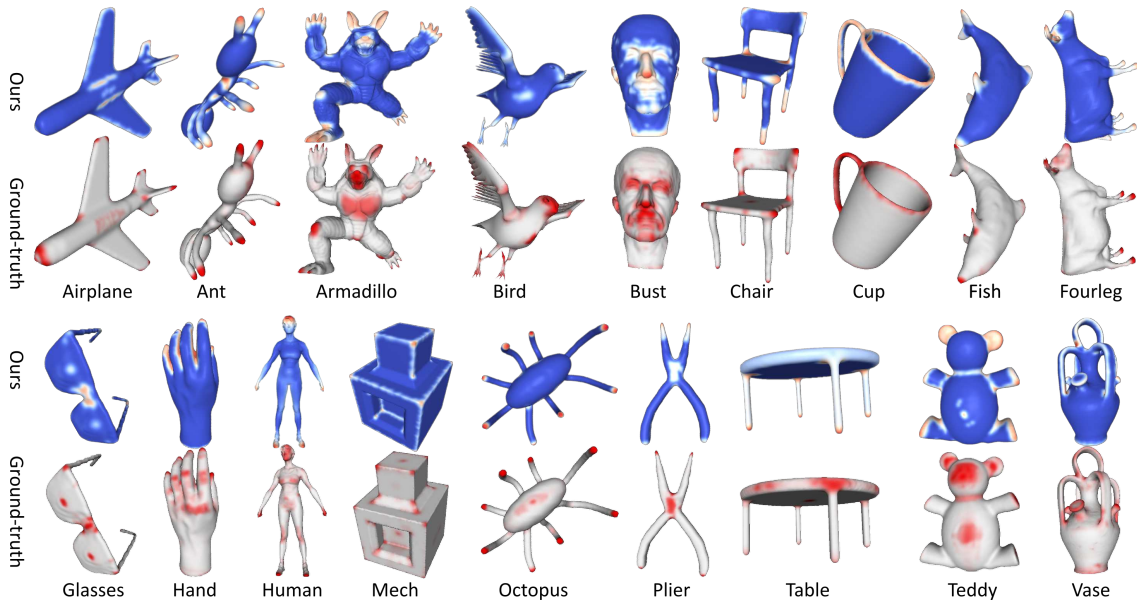 Ours
Ground-truth
Airplane Ant Armadillo Bird Bust Chair Cup Fish Fourleg
Ours
Ground-truth
Glasses Hand Human Mech Octopus Plier Table Teddy Vase